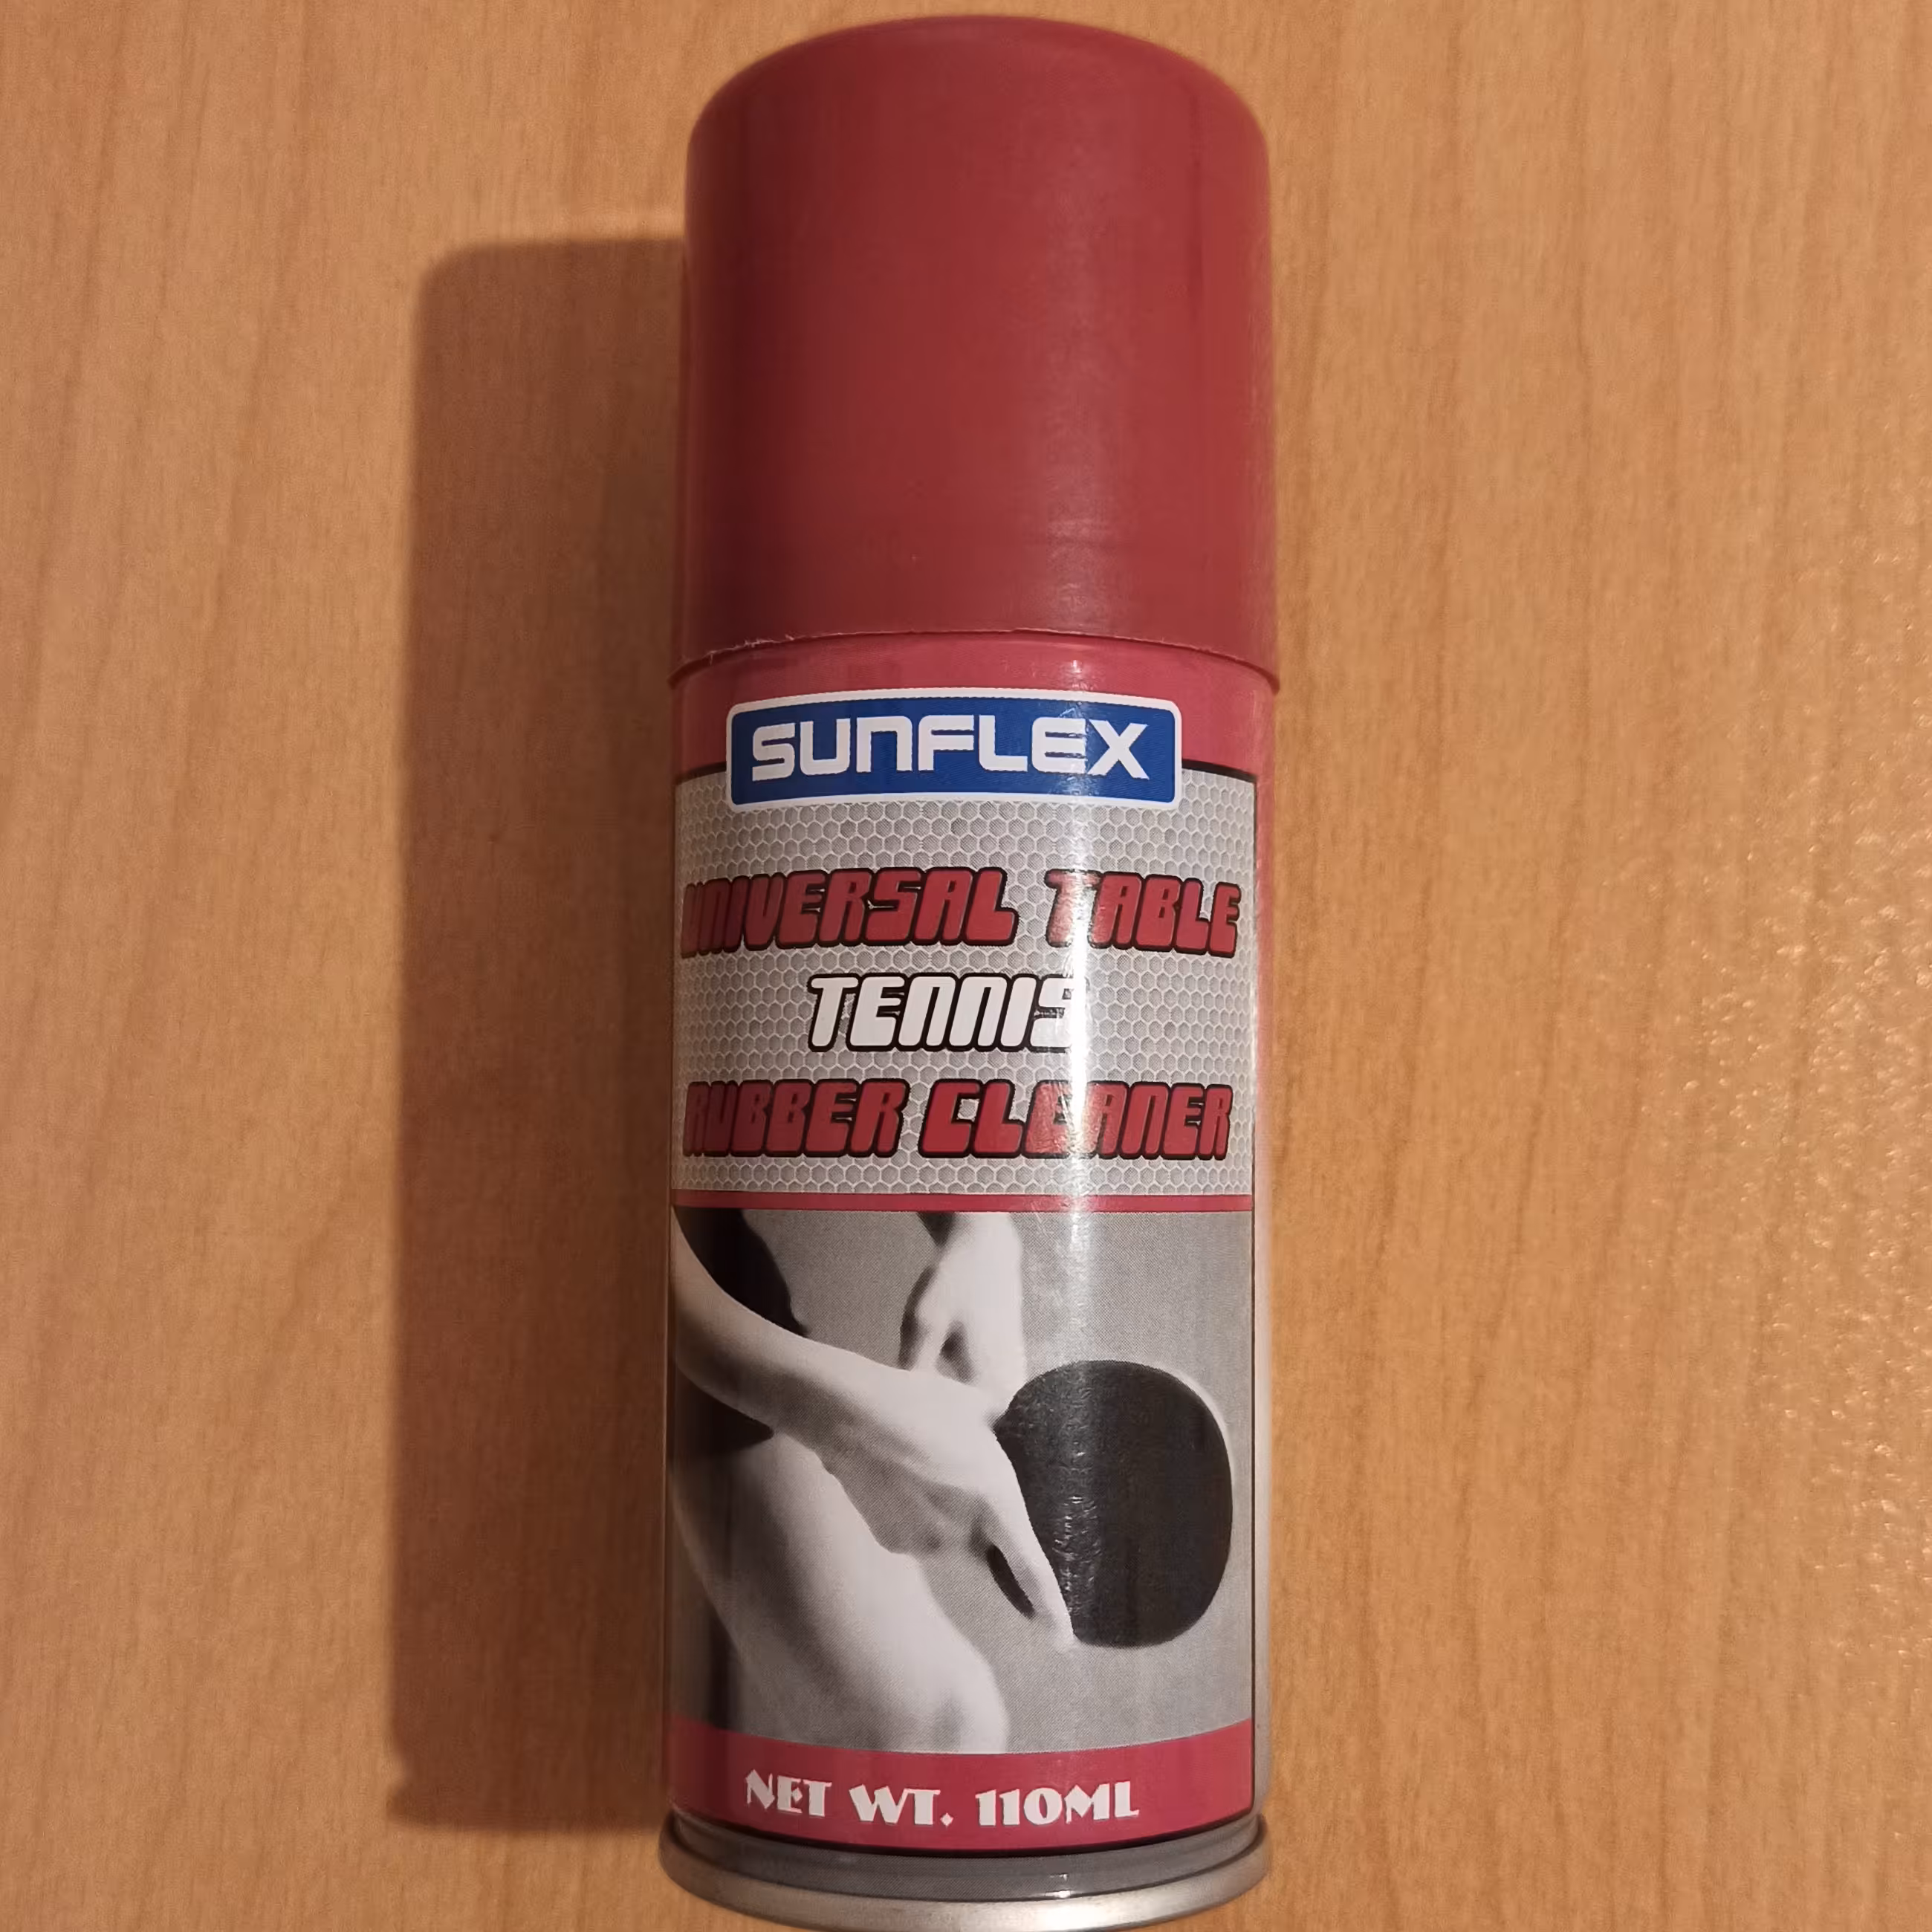 SUNFLEX
UNIVERSAL TABLE
TENNIS
RUBBER CLEANER
NET WT. 110ML